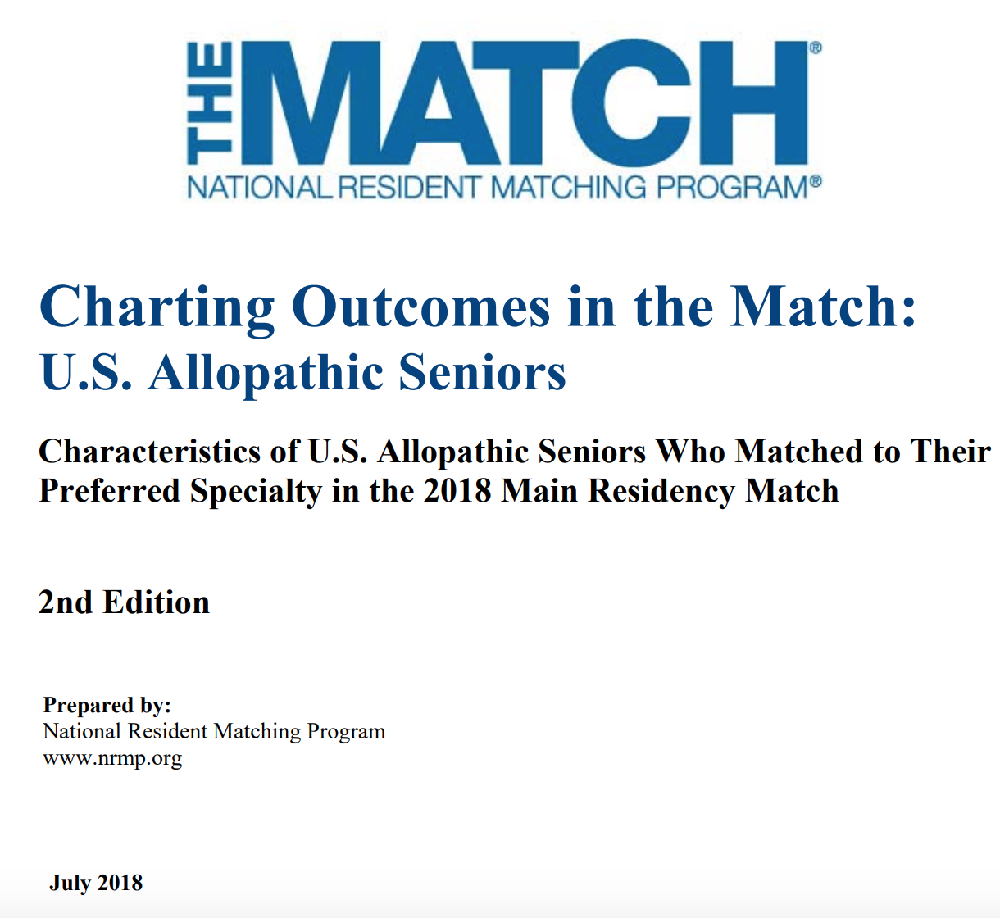 THE MATCH®
NATIONAL RESIDENT MATCHING PROGRAM®
Charting Outcomes in the Match:
U.S. Allopathic Seniors
Characteristics of U.S. Allopathic Seniors Who Matched to Their
Preferred Specialty in the 2018 Main Residency Match
2nd Edition
Prepared by:
National Resident Matching Program
www.nrmp.org
July 2018